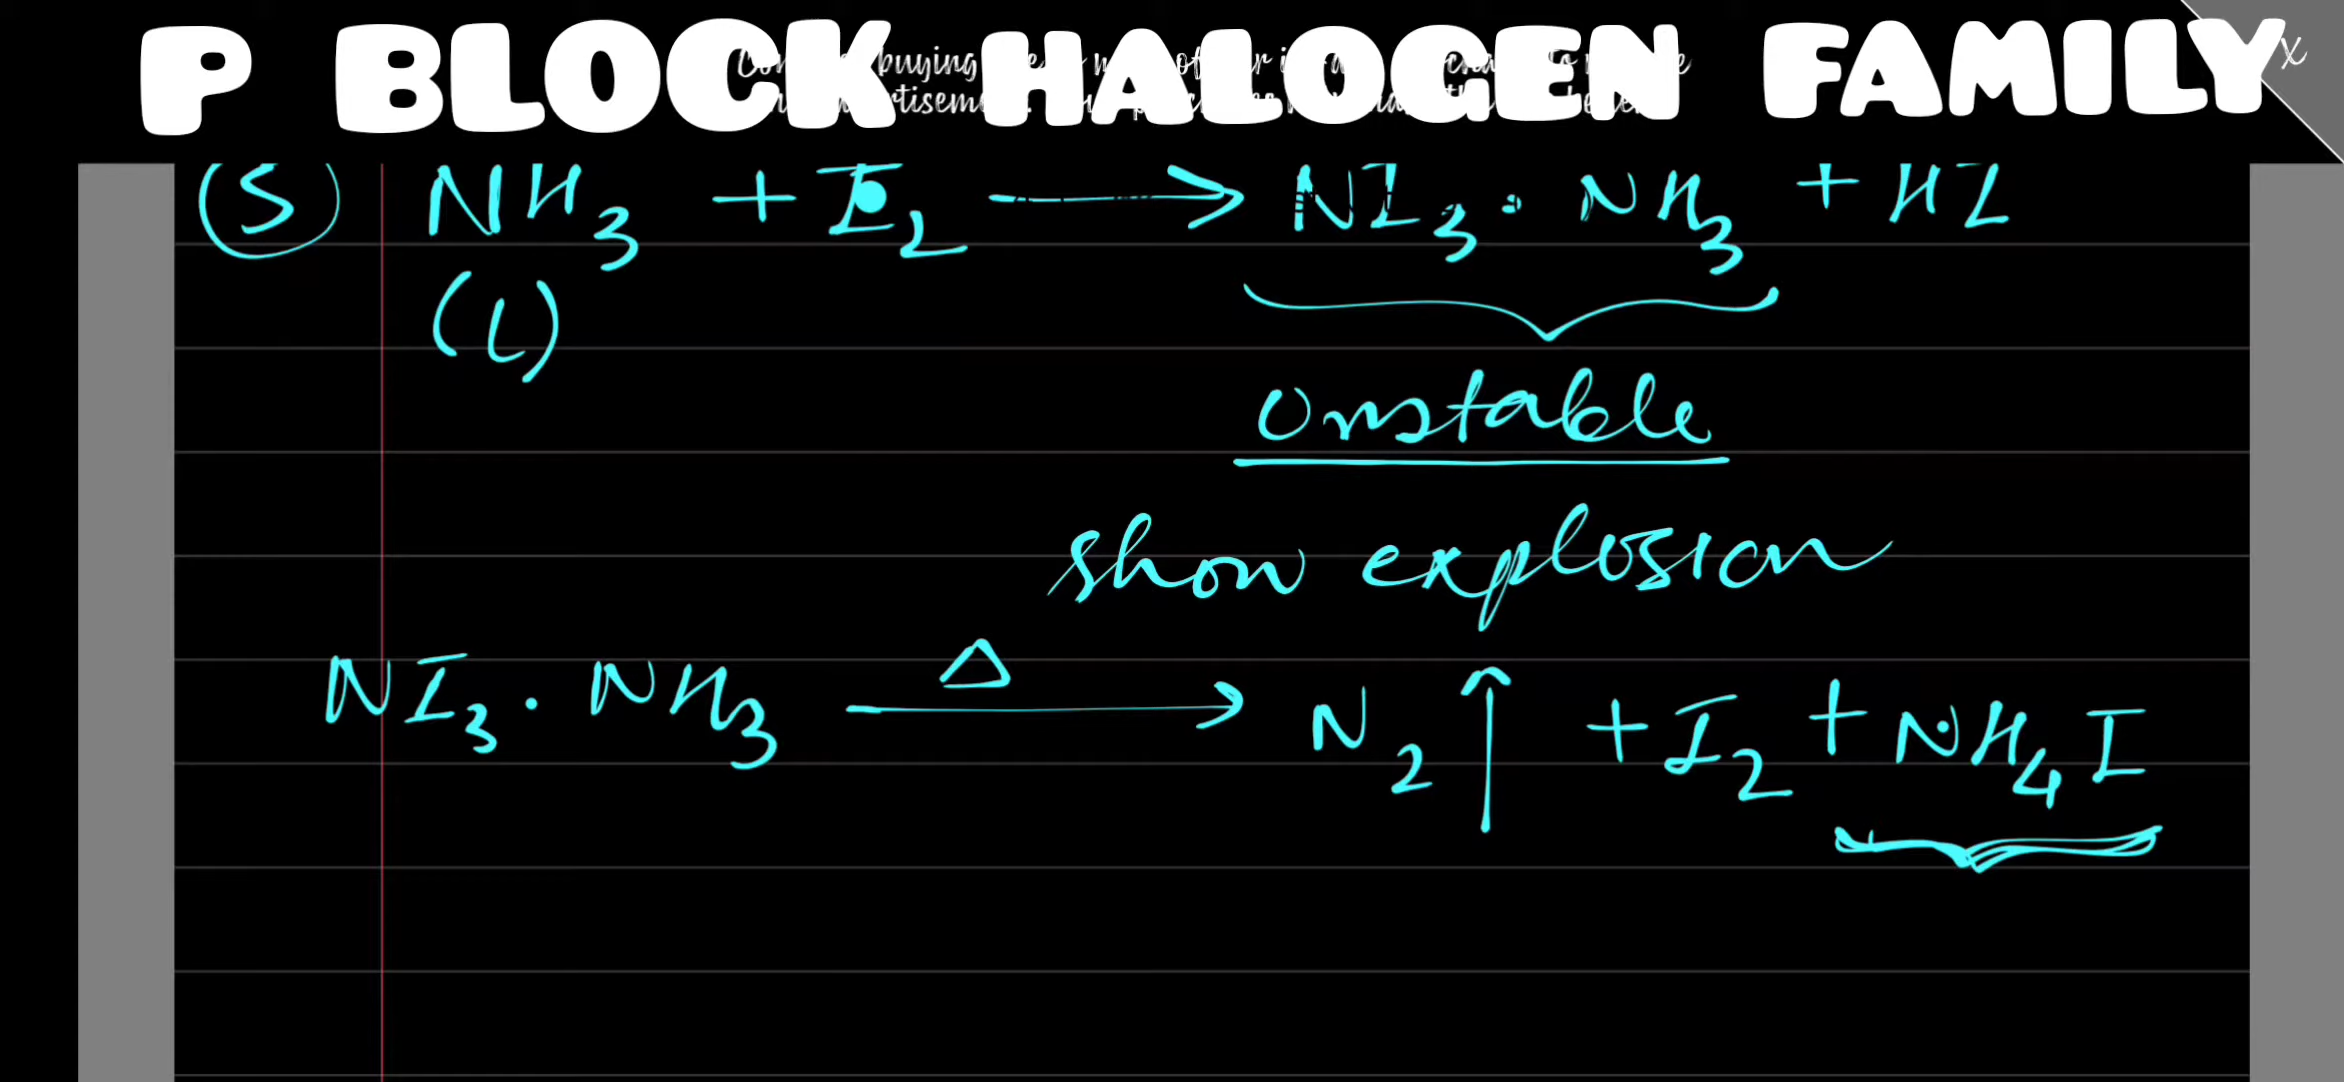 P BLOCK HALOGEN FAMILY
(S) NH3 + I2 ⟶ NI3 · NH3 + HI
(L)
Unstable
show explosion
NI3 · NH3 Δ⟶ N2 ↑ + I2 + NH4I